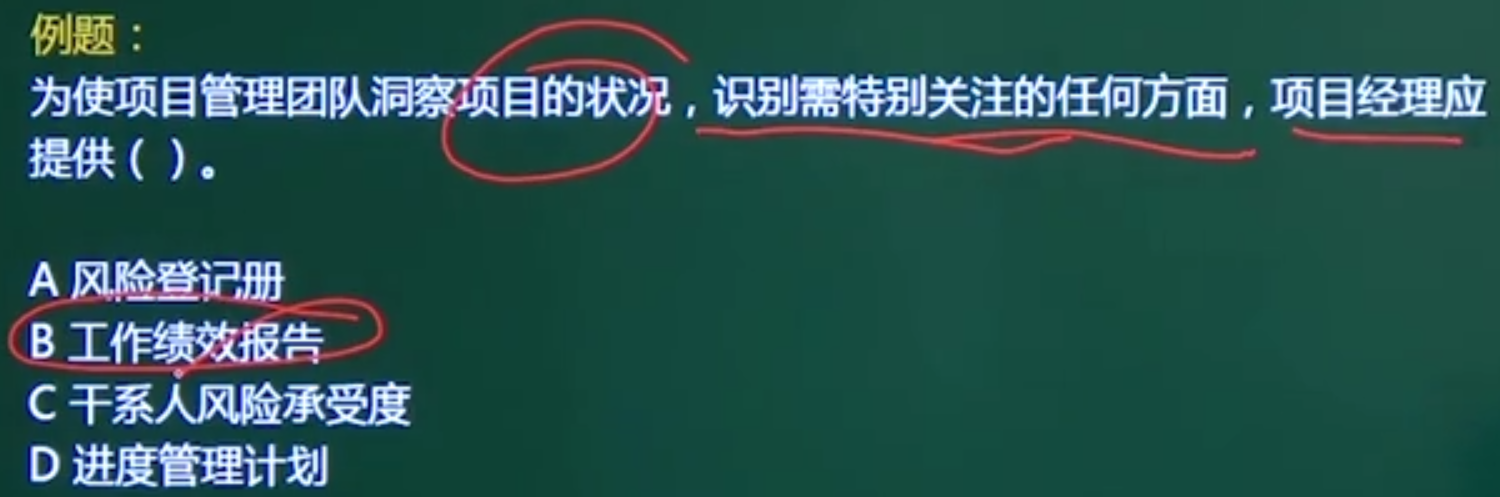 例题：
为使项目管理团队洞察项目的状况，识别需特别关注的任何方面，项目经理应
提供（ ）。
A 风险登记册
B 工作绩效报告
C 干系人风险承受度
D 进度管理计划